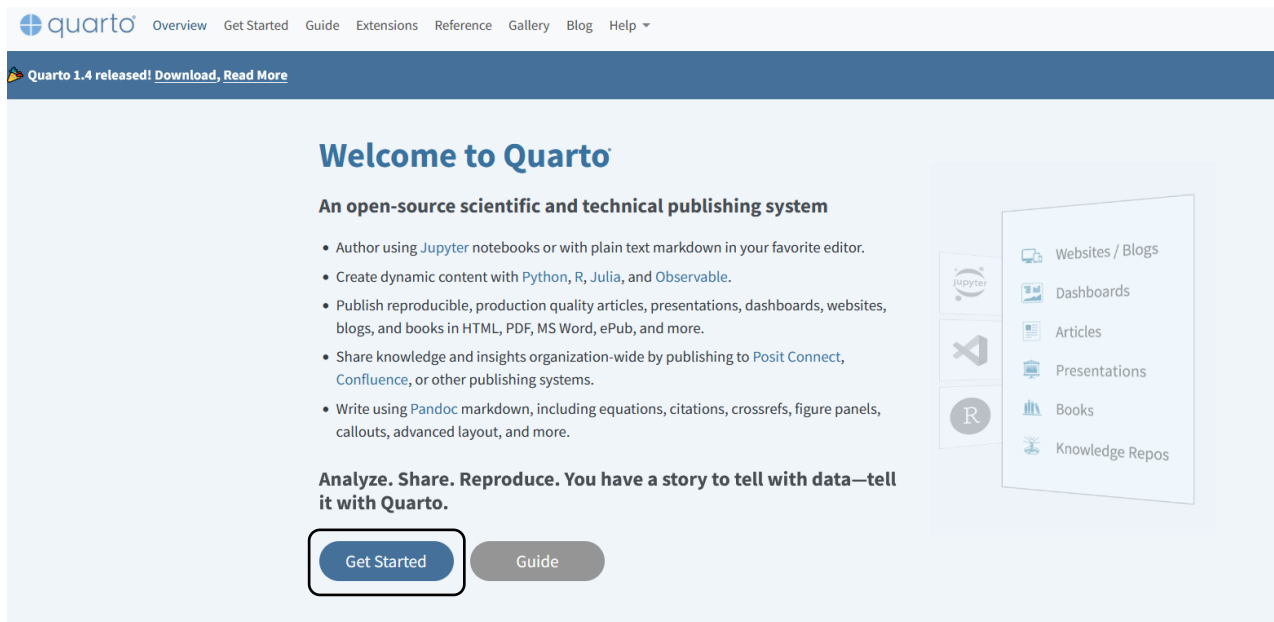 quarto® Overview Get Started Guide Extensions Reference Gallery Blog Help
Quarto 1.4 released! Download, Read More
Welcome to Quarto®
An open-source scientific and technical publishing system
• Author using Jupyter notebooks or with plain text markdown in your favorite editor.
• Create dynamic content with Python, R, Julia, and Observable.
• Publish reproducible, production quality articles, presentations, dashboards, websites,
blogs, and books in HTML, PDF, MS Word, ePub, and more.
• Share knowledge and insights organization-wide by publishing to Posit Connect,
Confluence, or other publishing systems.
• Write using Pandoc markdown, including equations, citations, crossrefs, figure panels,
callouts, advanced layout, and more.
Analyze. Share. Reproduce. You have a story to tell with data—tell
it with Quarto.
Get Started Guide
jupyter
R
Websites / Blogs
Dashboards
Articles
Presentations
Books
Knowledge Repos